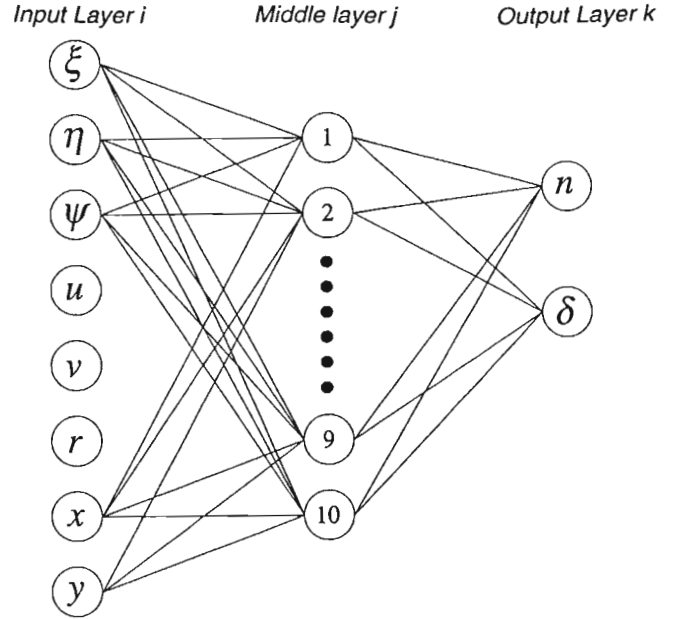 Input Layer i Middle layer j Output Layer k
ξ
η
ψ
u
v
r
x
y
1
2
9
10
n
δ